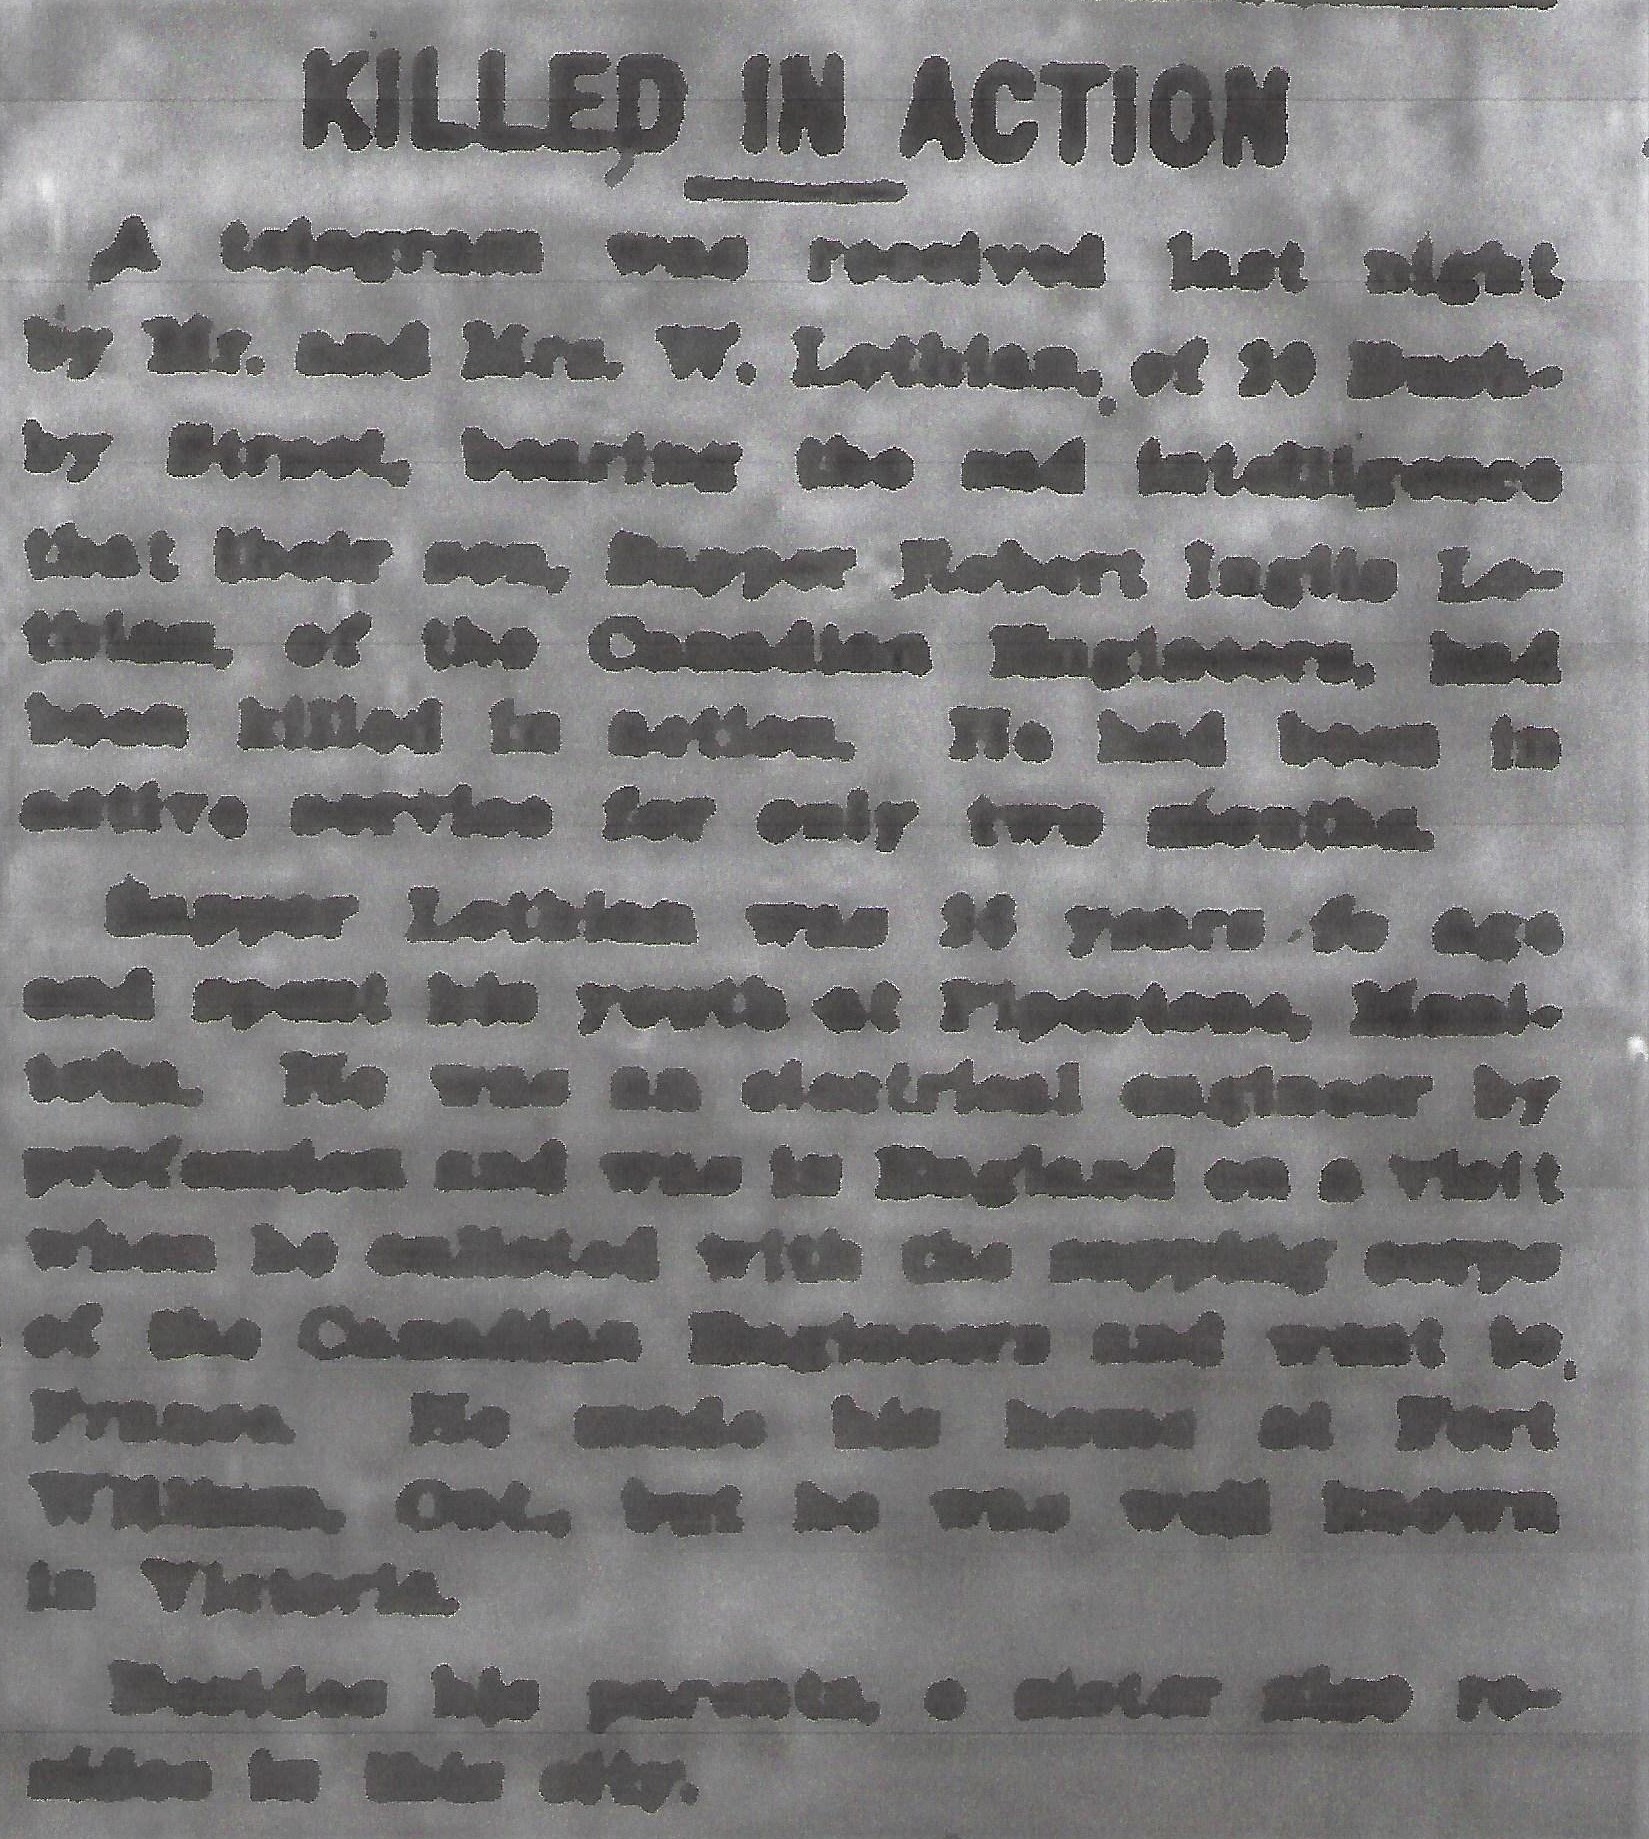 KILLED IN ACTION
A telegram was received last night
by Mr. and Mrs. W. Lothian, of
by Street, bearing the sad intelligence
that their son, Sapper Robert Inglis Lo-
thian, of the Canadian Engineers, had
been killed in action. He had been in
active service for only two months.
Sapper Lothian was years fo age
and spent his youth at Pipestone, Mani-
toba. He was an electrical engineer by
profession and was in England on a visit
when he enlisted with the mapping corps
of the Canadian Engineers and went to
France. He made his home at Fort
William, Ont., but he was well known
in Victoria.
Besides his parents, a sister also re-
sides in this city.